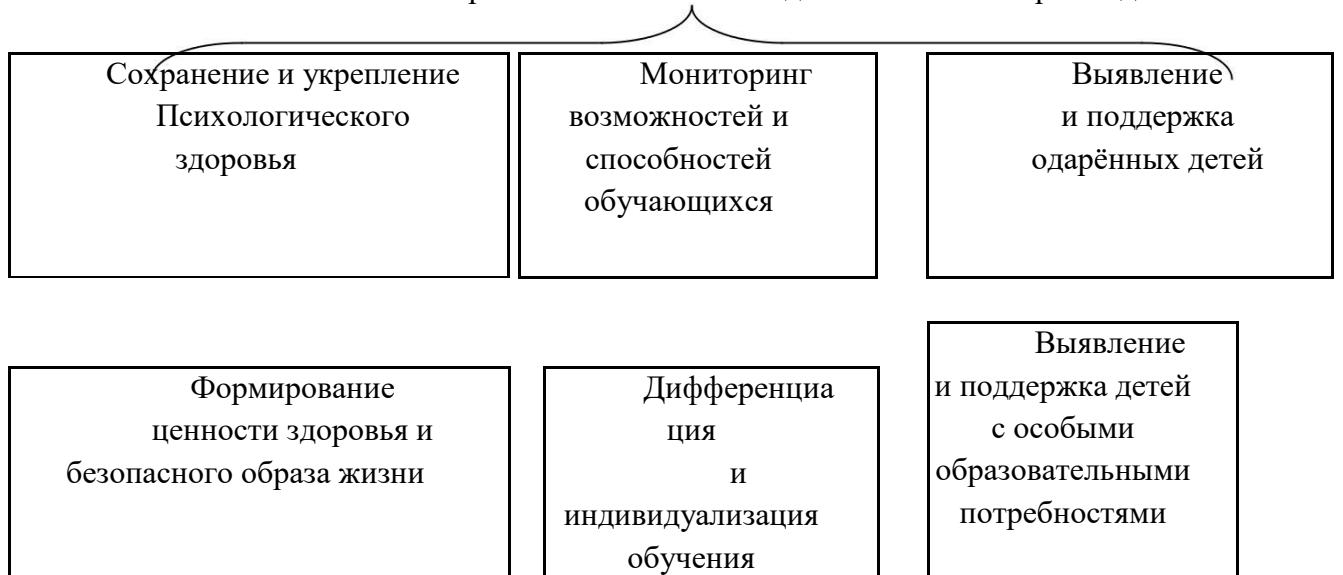 Сохранение и укрепление
Психологического
здоровья
Мониторинг
возможностей и
способностей
обучающихся
Выявление
и поддержка
одарённых детей
Формирование
ценности здоровья и
безопасного образа жизни
Дифференциа
ция
и
индивидуализация
обучения
Выявление
и поддержка детей
с особыми
образовательными
потребностями